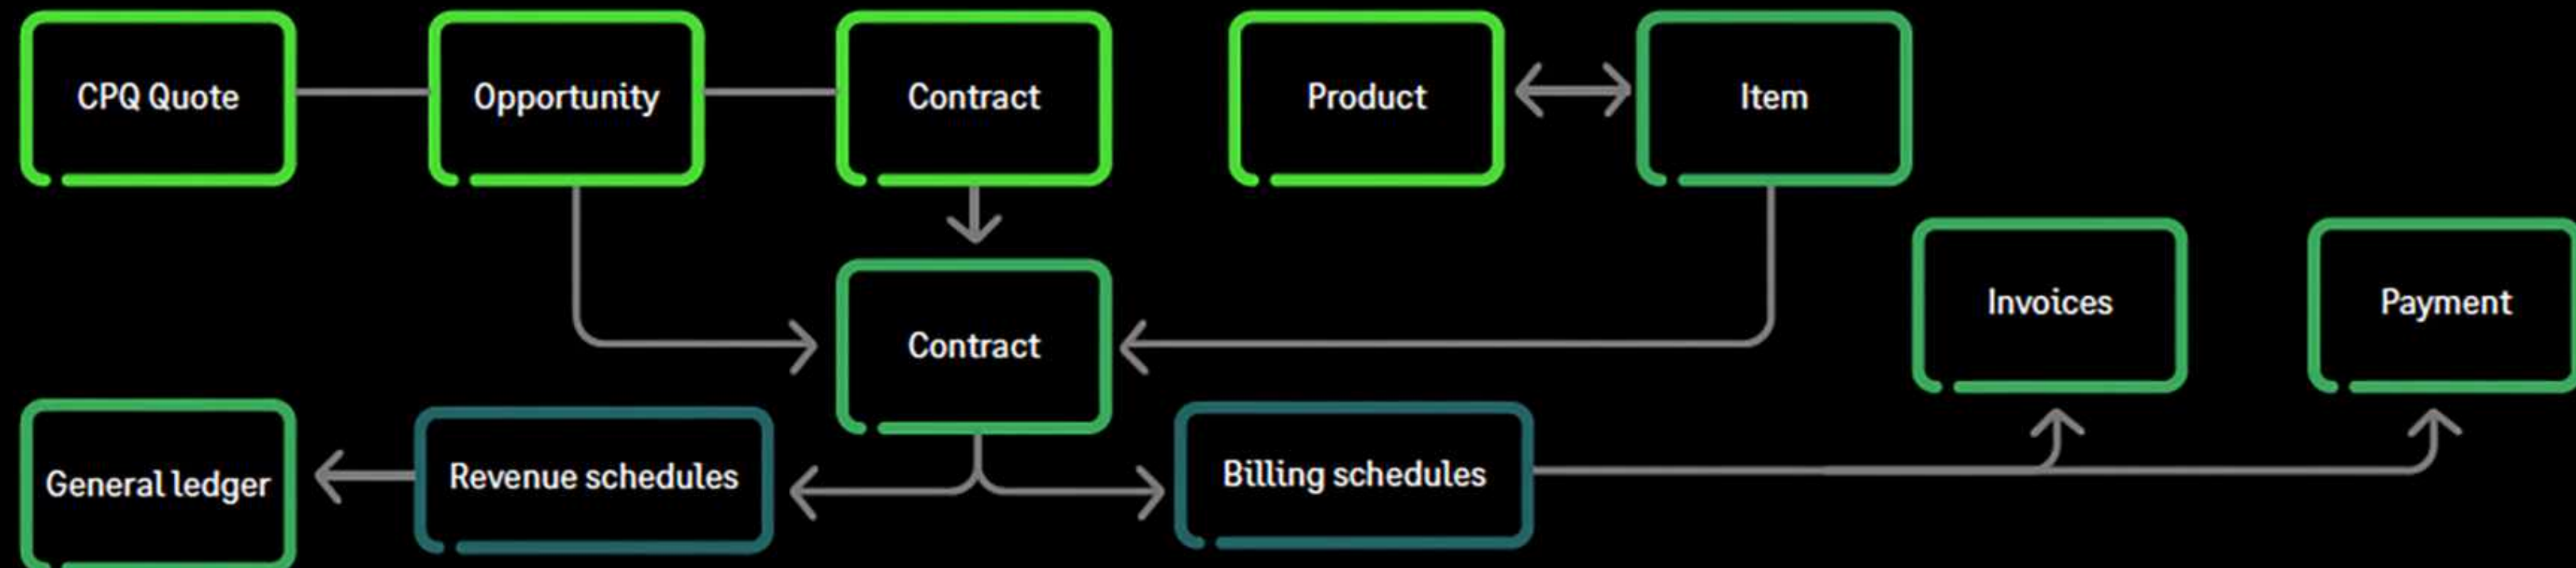 CPQ Quote
Opportunity
Contract
Product
Item
Invoices
Payment
Contract
General ledger
Revenue schedules
Billing schedules